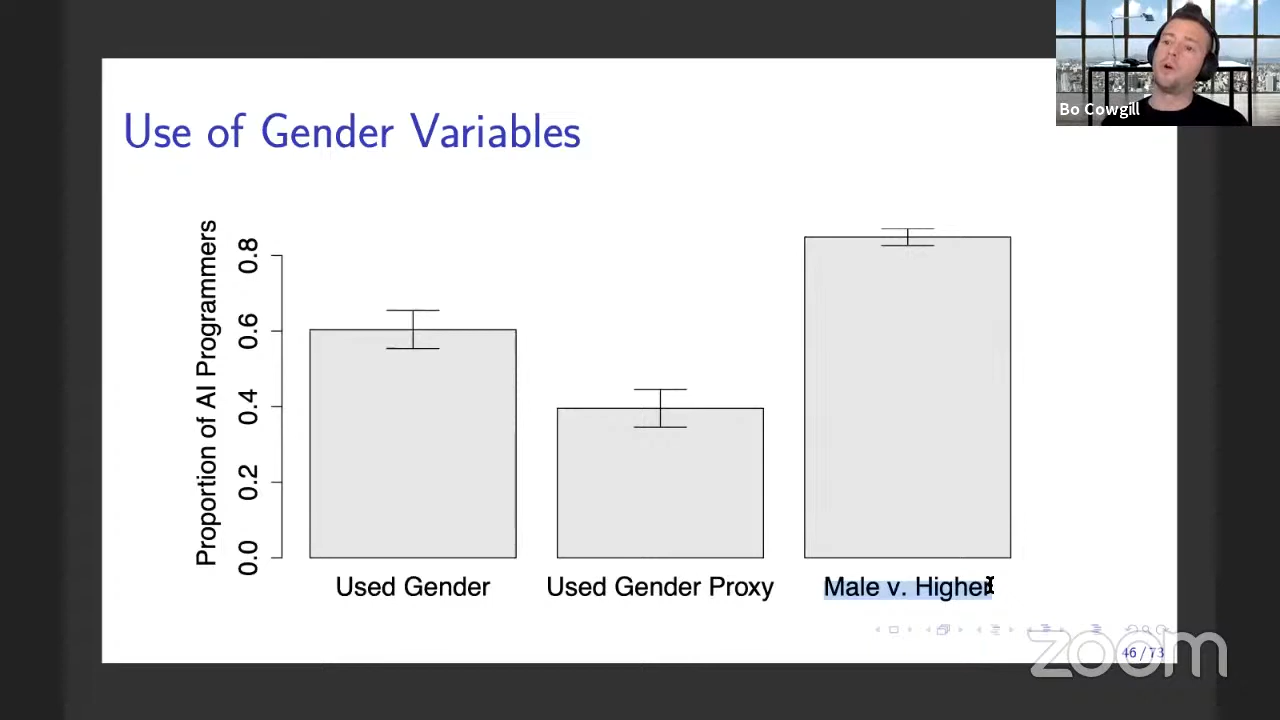 Bo Cowgill
Use of Gender Variables
Proportion of AI Programmers
0.8
0.6
0.4
0.2
0.0
Used Gender
Used Gender Proxy
Male v. Higher
46 / 73
zoom